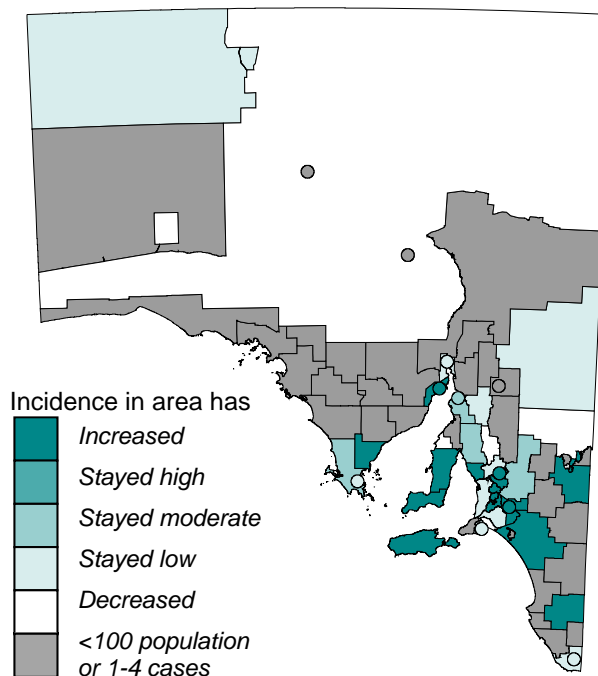 Incidence in area has
Increased
Stayed high
Stayed moderate
Stayed low
Decreased
<100 population
or 1-4 cases